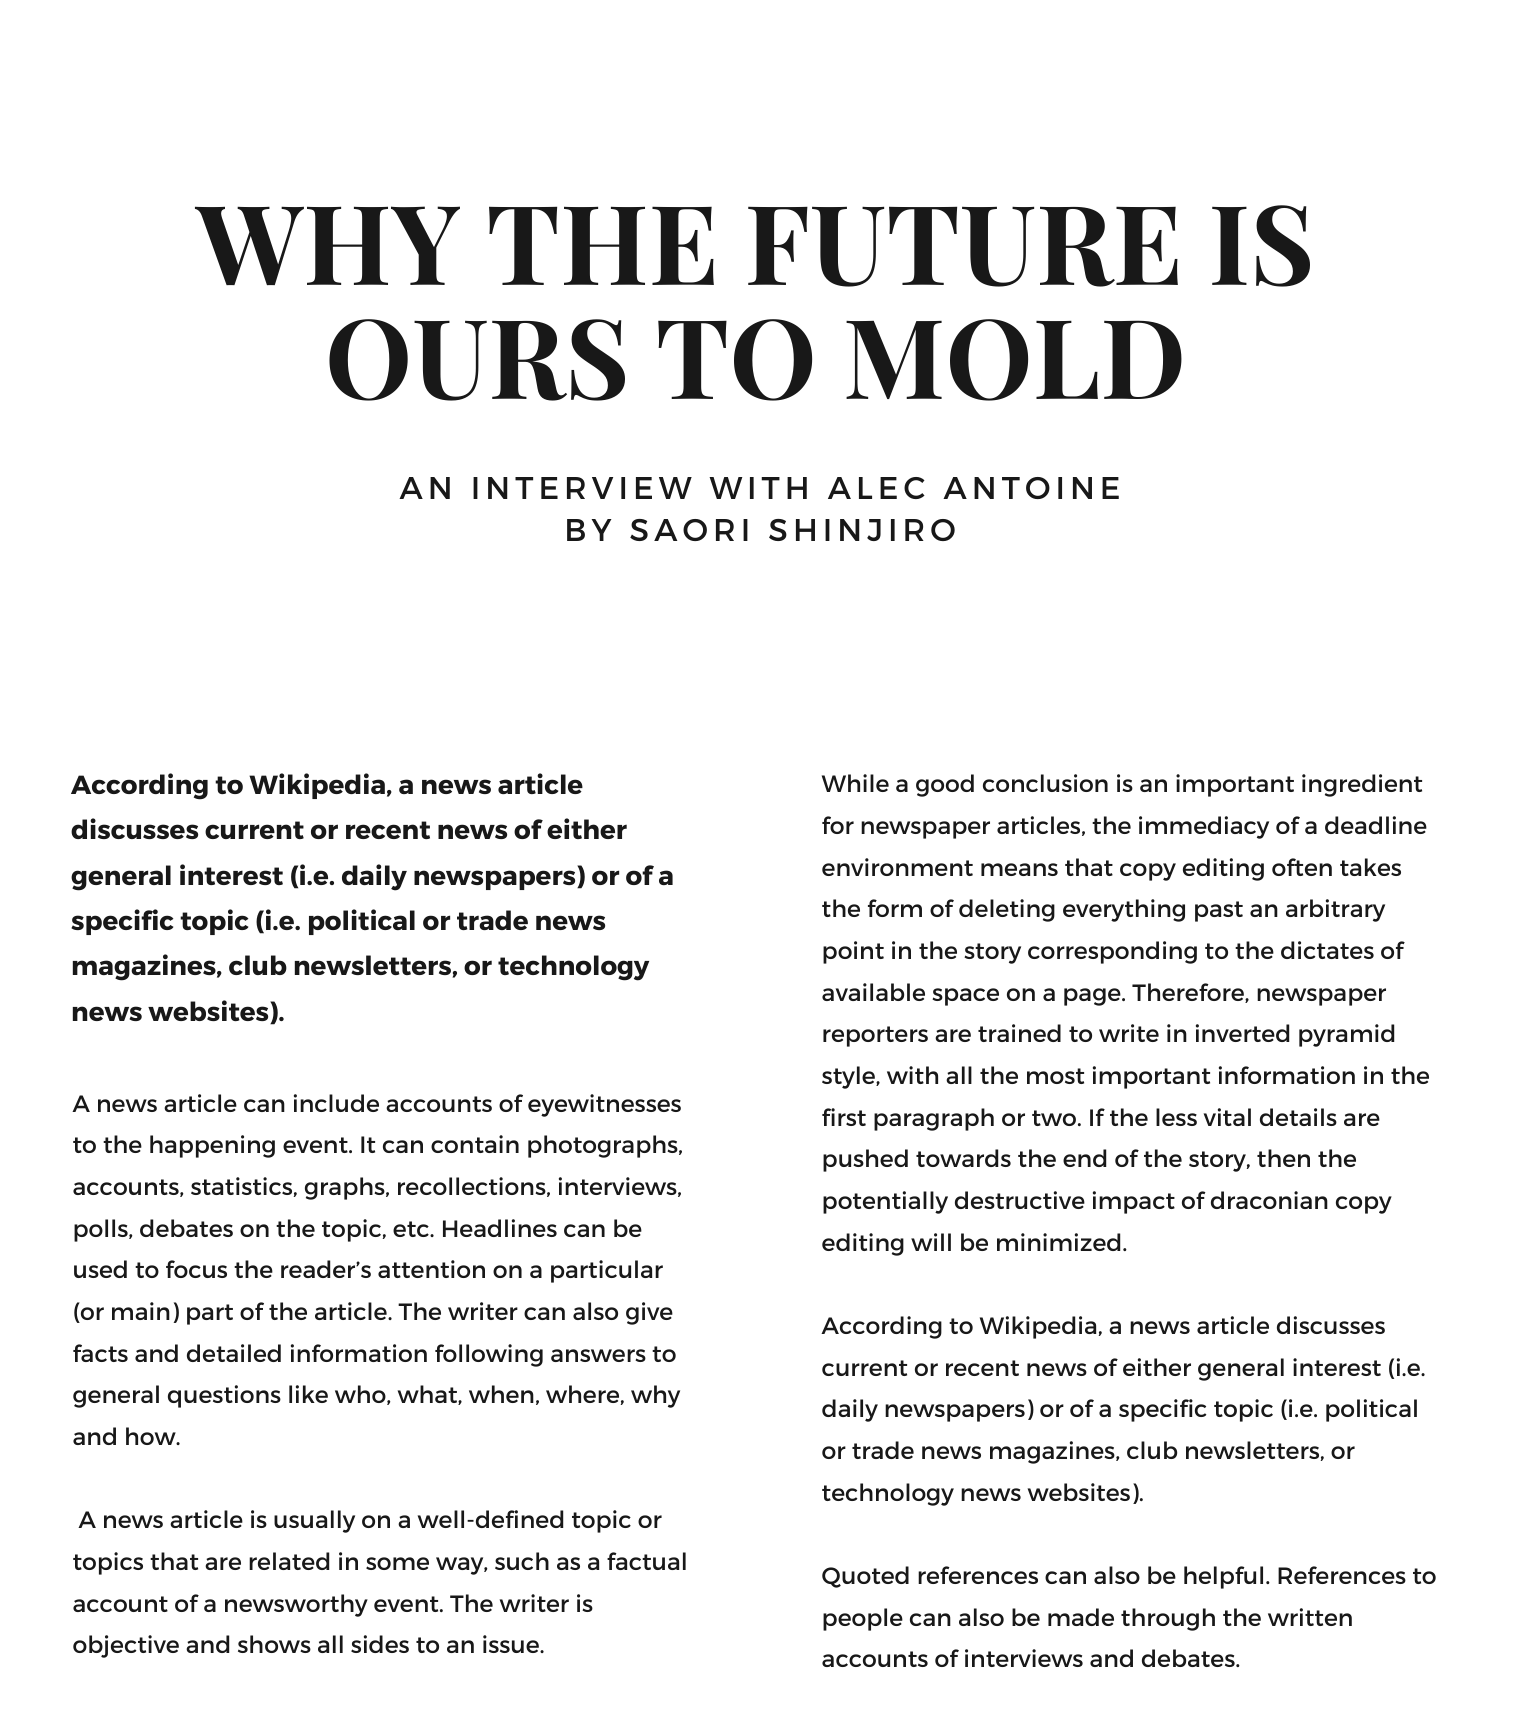 WHY THE FUTURE IS
OURS TO MOLD
AN INTERVIEW WITH ALEC ANTOINE
BY SAORI SHINJIRO
According to Wikipedia, a news article
discusses current or recent news of either
general interest (i.e. daily newspapers) or of a
specific topic (i.e. political or trade news
magazines, club newsletters, or technology
news websites).
A news article can include accounts of eyewitnesses
to the happening event. It can contain photographs,
accounts, statistics, graphs, recollections, interviews,
polls, debates on the topic, etc. Headlines can be
used to focus the reader’s attention on a particular
(or main) part of the article. The writer can also give
facts and detailed information following answers to
general questions like who, what, when, where, why
and how.
A news article is usually on a well-defined topic or
topics that are related in some way, such as a factual
account of a newsworthy event. The writer is
objective and shows all sides to an issue.
While a good conclusion is an important ingredient
for newspaper articles, the immediacy of a deadline
environment means that copy editing often takes
the form of deleting everything past an arbitrary
point in the story corresponding to the dictates of
available space on a page. Therefore, newspaper
reporters are trained to write in inverted pyramid
style, with all the most important information in the
first paragraph or two. If the less vital details are
pushed towards the end of the story, then the
potentially destructive impact of draconian copy
editing will be minimized.
According to Wikipedia, a news article discusses
current or recent news of either general interest (i.e.
daily newspapers) or of a specific topic (i.e. political
or trade news magazines, club newsletters, or
technology news websites).
Quoted references can also be helpful. References to
people can also be made through the written
accounts of interviews and debates.